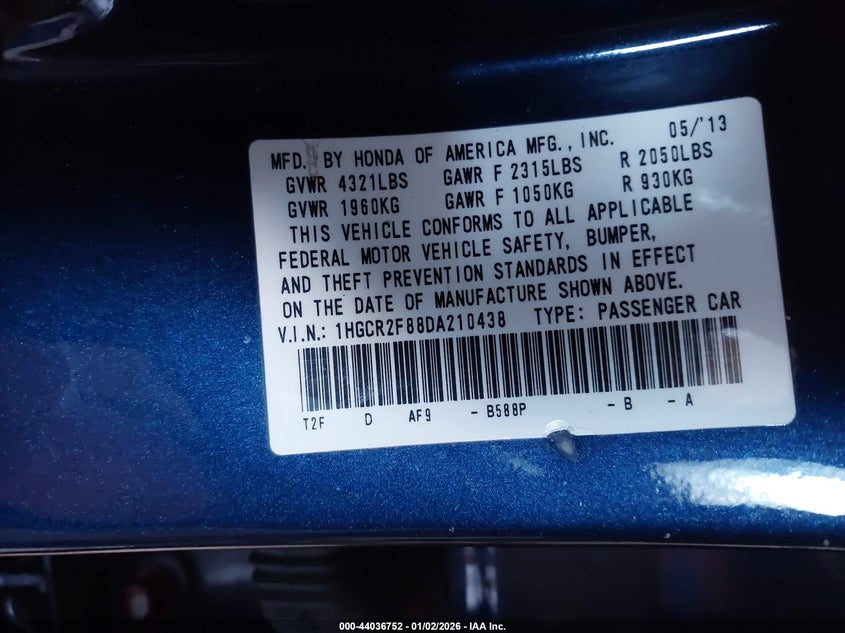 MFD. BY HONDA OF AMERICA MFG., INC. 05/'13
GVWR 4321LBS GAWR F 2315LBS R 2050LBS
GVWR 1960KG GAWR F 1050KG R 930KG
THIS VEHICLE CONFORMS TO ALL APPLICABLE
FEDERAL MOTOR VEHICLE SAFETY, BUMPER,
AND THEFT PREVENTION STANDARDS IN EFFECT
ON THE DATE OF MANUFACTURE SHOWN ABOVE.
V.I.N.: 1HGCR2F88DA210438 TYPE: PASSENGER CAR
T2F D AF9 - B588P - B - A
000-44036752 - 01/02/2026 - IAA Inc.